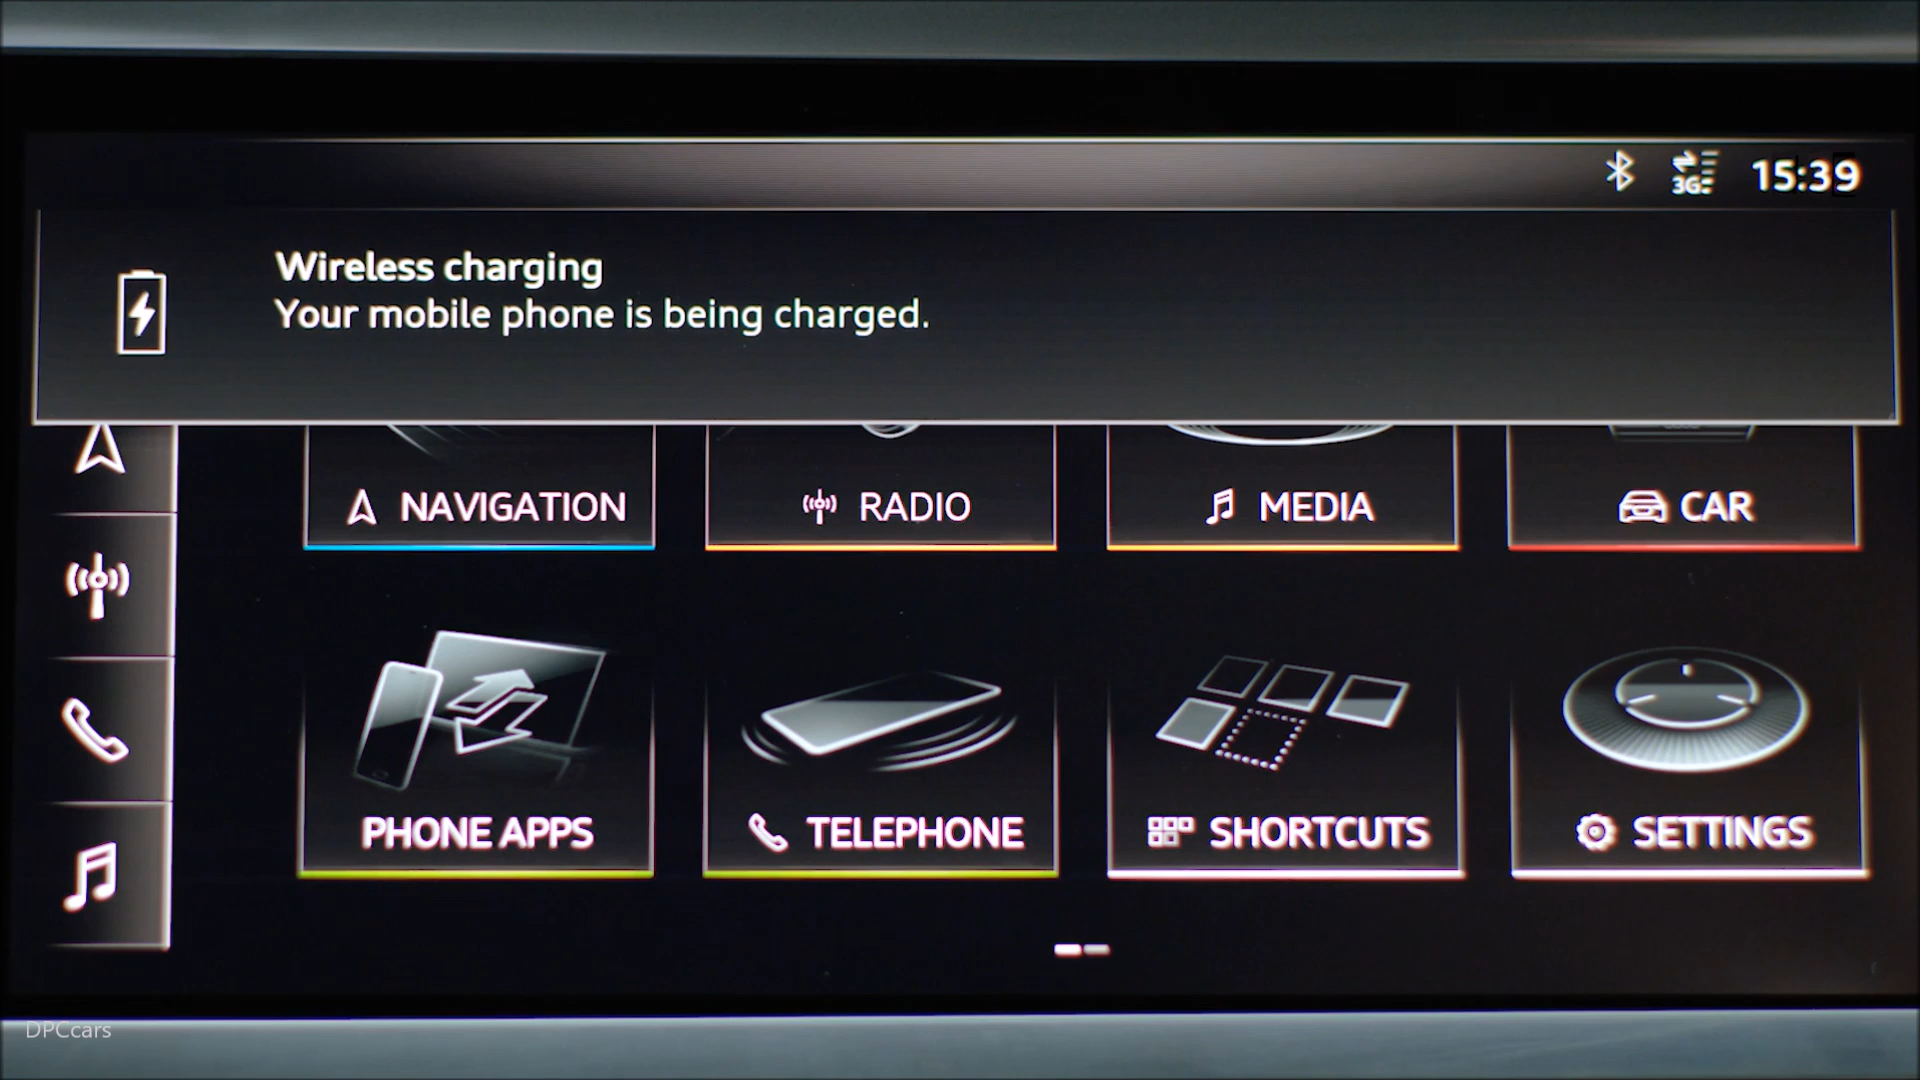 3G 15:39
Wireless charging
Your mobile phone is being charged.
NAVIGATION RADIO MEDIA CAR
PHONE APPS TELEPHONE SHORTCUTS SETTINGS
DPCcars